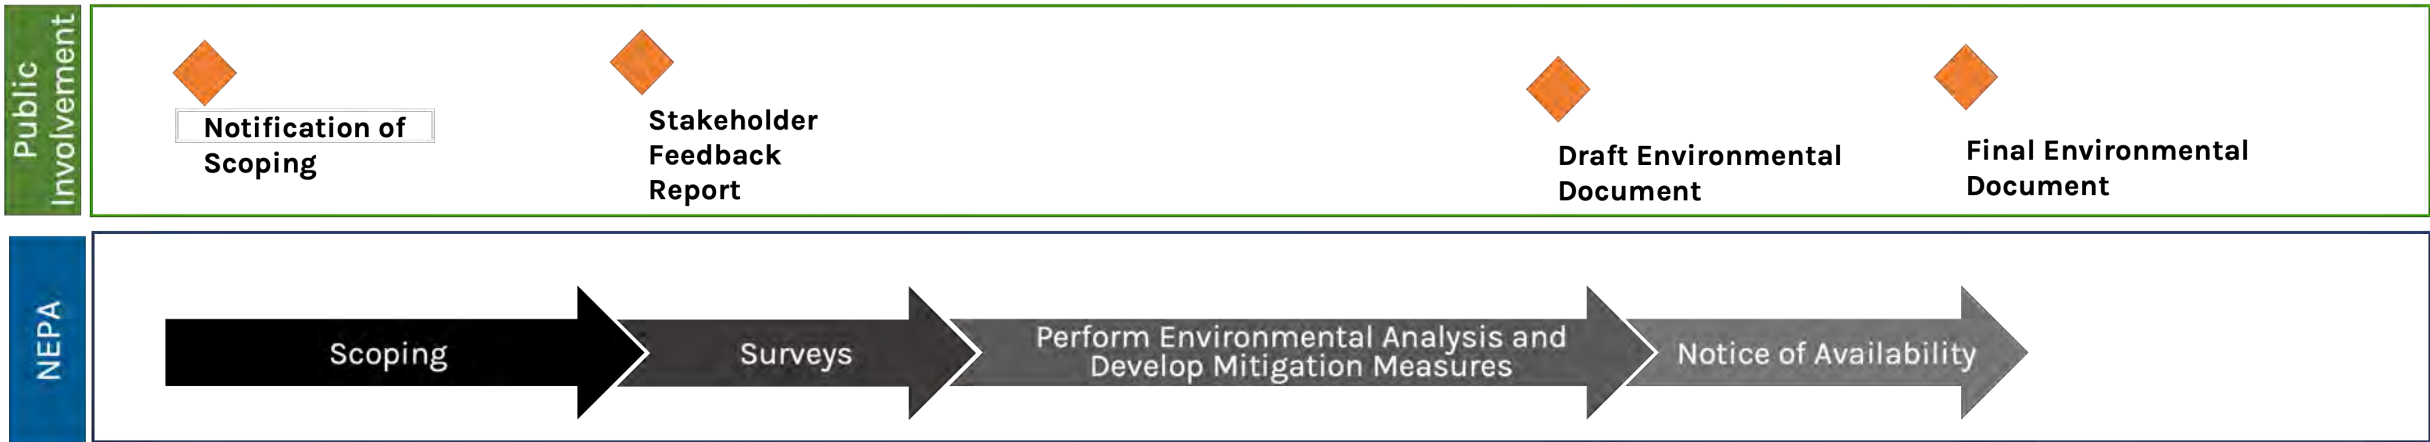 Public
Involvement
Notification of
Scoping
Stakeholder
Feedback
Report
Draft Environmental
Document
Final Environmental
Document
NEPA
Scoping
Surveys
Perform Environmental Analysis and
Develop Mitigation Measures
Notice of Availability